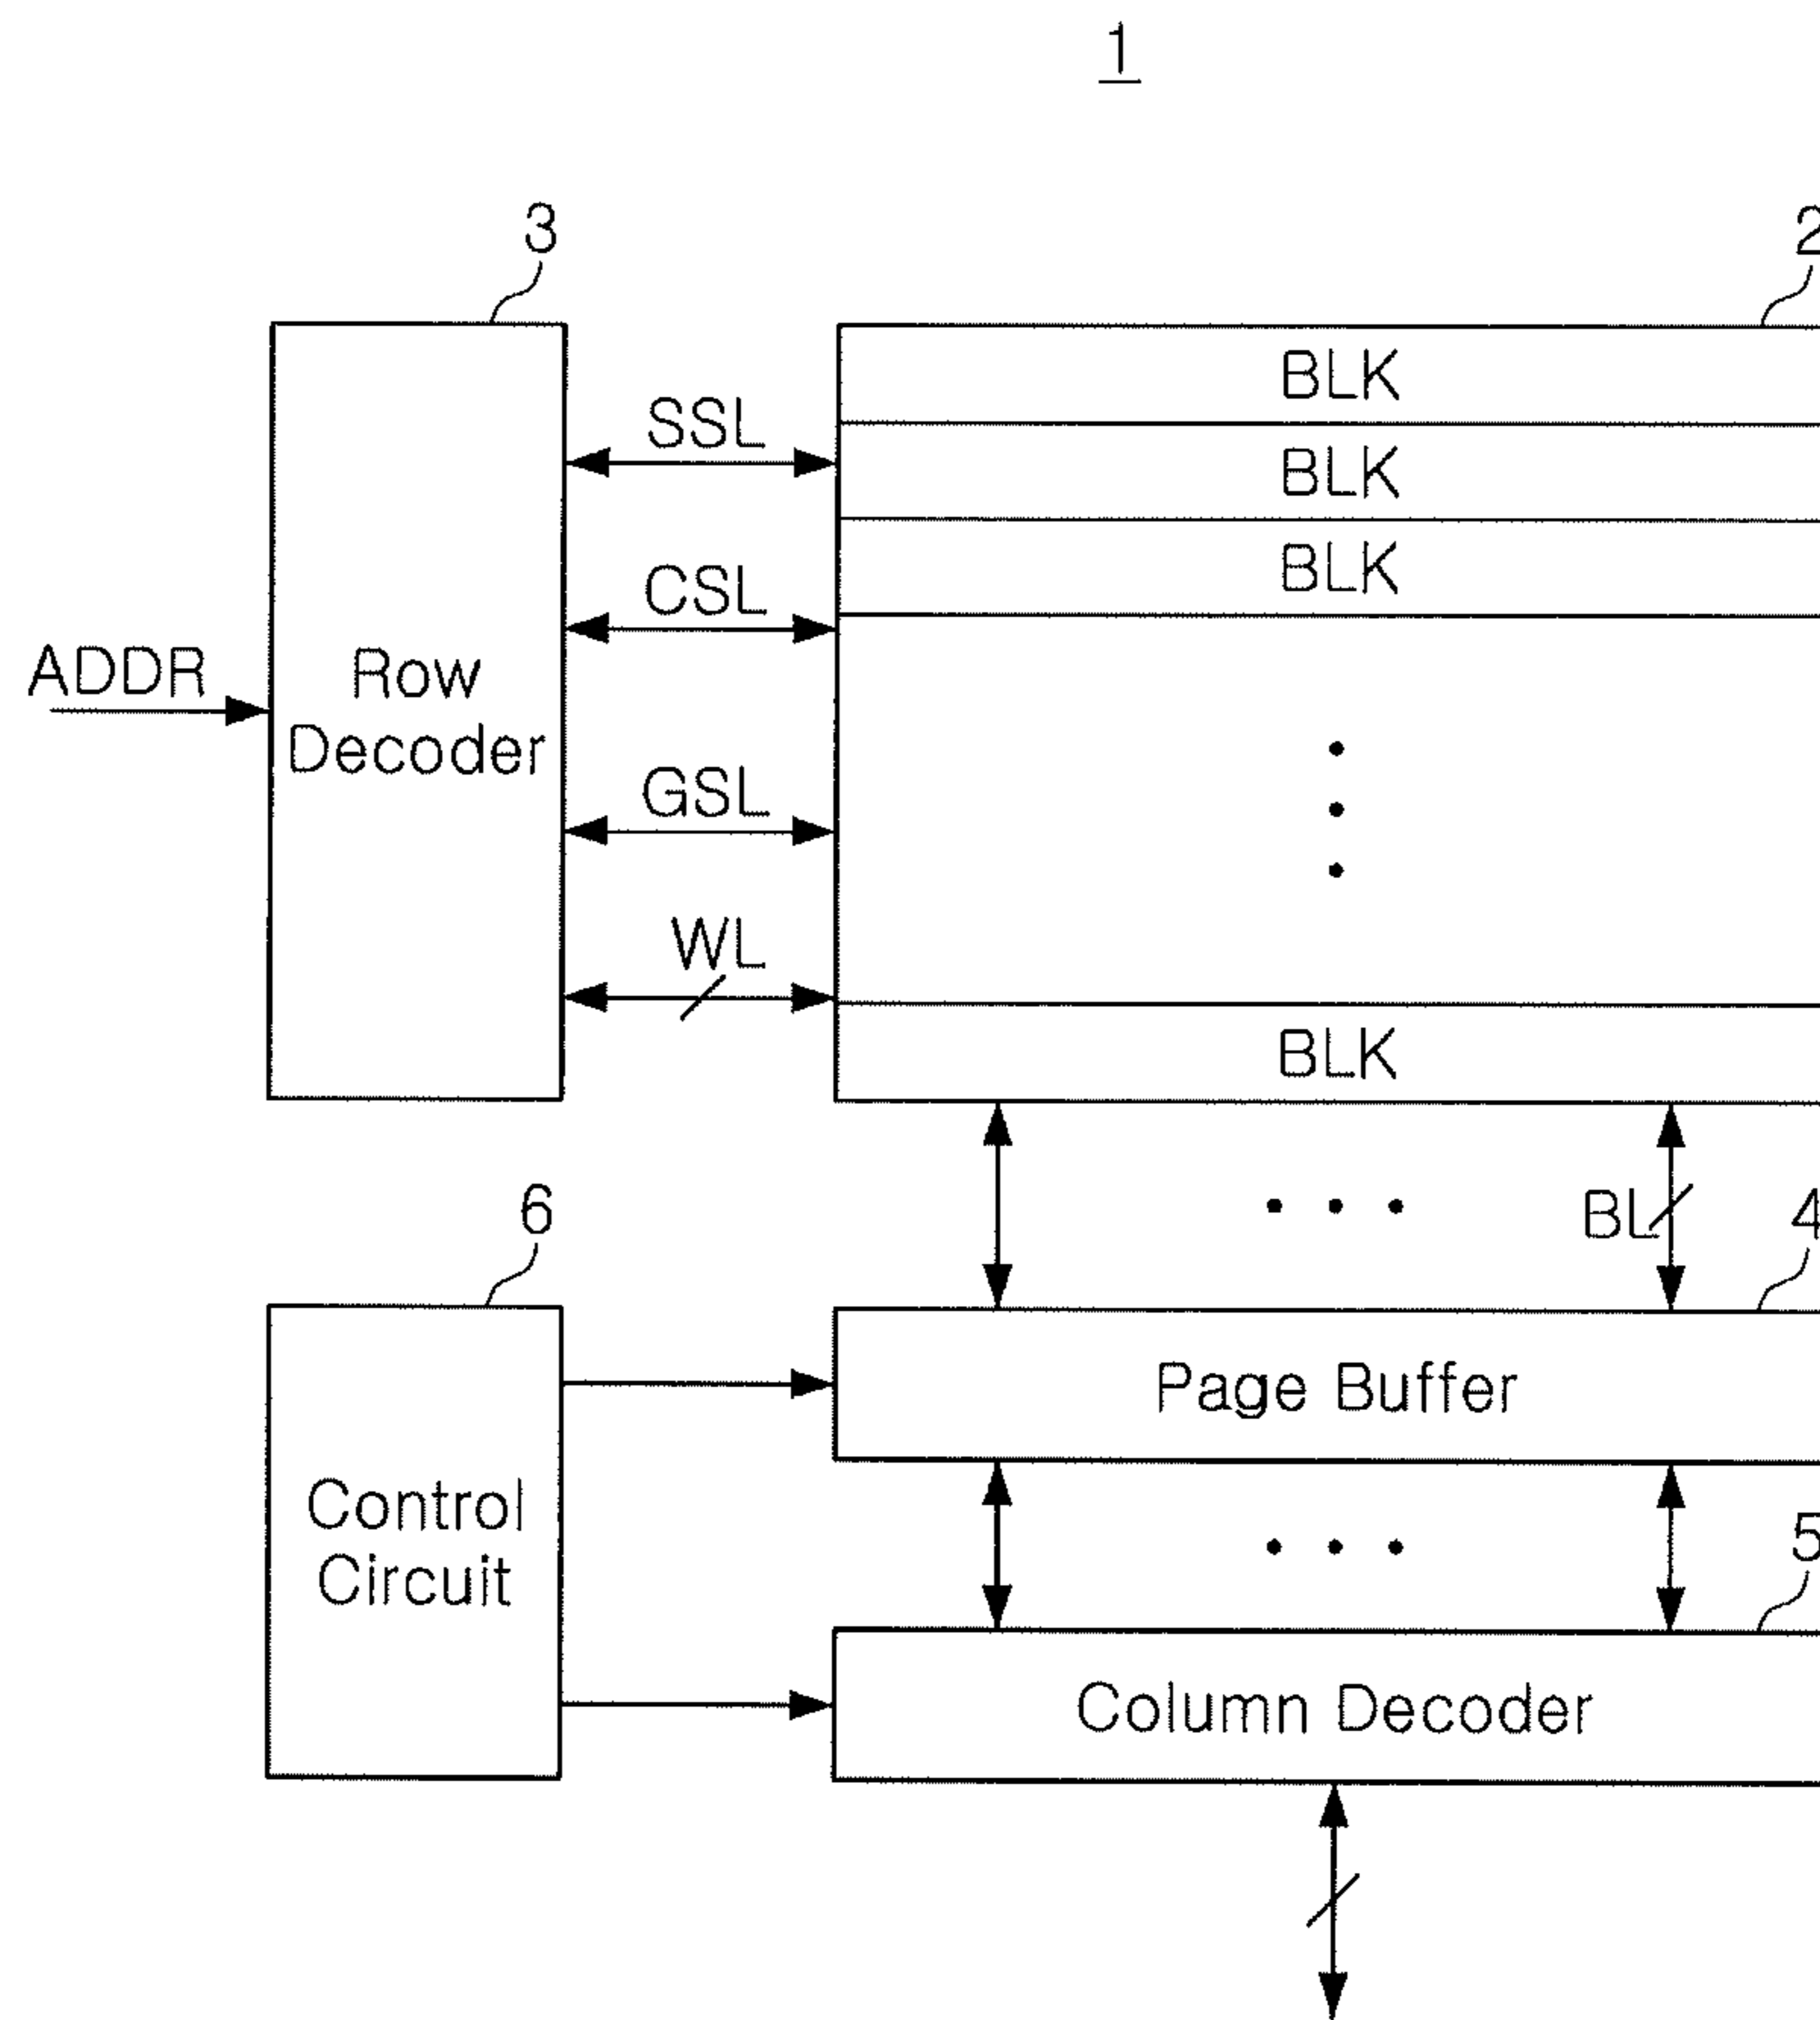 1
3
2
BLK
SSL
BLK
BLK
CSL
ADDR
Row
Decoder
GSL
WL
BLK
6
BL
4
Page Buffer
Control
Circuit
5
Column Decoder